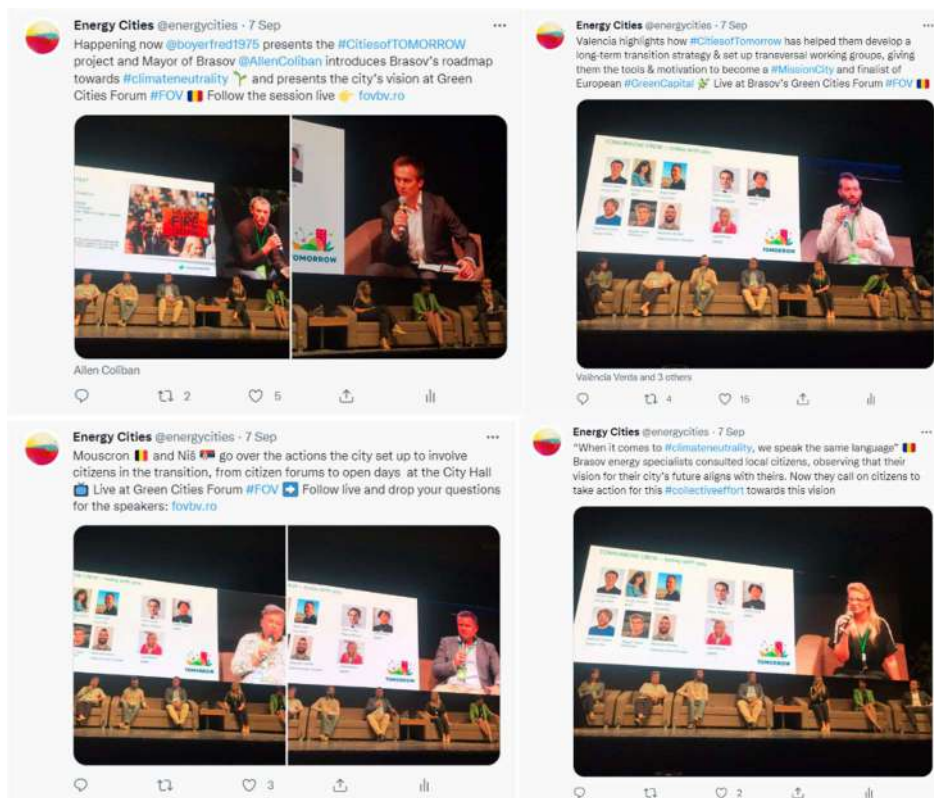 Energy Cities @energycities · 7 Sep
Happening now @boyerfred1975 presents the #CitiesofTOMORROW
project and Mayor of Brasov @AllenColiban introduces Brasov's roadmap
towards #climateneutrality 🌱 and presents the city's vision at Green
Cities Forum #FOV 🇷🇴 Follow the session live 👉 fovbv.ro
FIRE
OMORROW
Allen Coliban
2
5
Energy Cities @energycities · 7 Sep
Valencia highlights how #CitiesofTomorrow has helped them develop a
long-term transition strategy & set up transversal working groups, giving
them the tools & motivation to become a #MissionCity and finalist of
European #GreenCapital 🌿 Live at Brasov's Green Cities Forum #FOV 🇷🇴
TOMORROW
València Verda and 3 others
4
15
Energy Cities @energycities · 7 Sep
Mouscron 🇧🇪 and Niš 🇷🇸 go over the actions the city set up to involve
citizens in the transition, from citizen forums to open days at the City Hall
📺 Live at Green Cities Forum #FOV ➡️ Follow live and drop your questions
for the speakers: fovbv.ro
TOMORROW
TOMORROW
3
Energy Cities @energycities · 7 Sep
"When it comes to #climateneutrality, we speak the same language" 🇷🇴
Brasov energy specialists consulted local citizens, observing that their
vision for their city's future aligns with theirs. Now they call on citizens to
take action for this #collectiveeffort towards this vision
TOMORROW
2